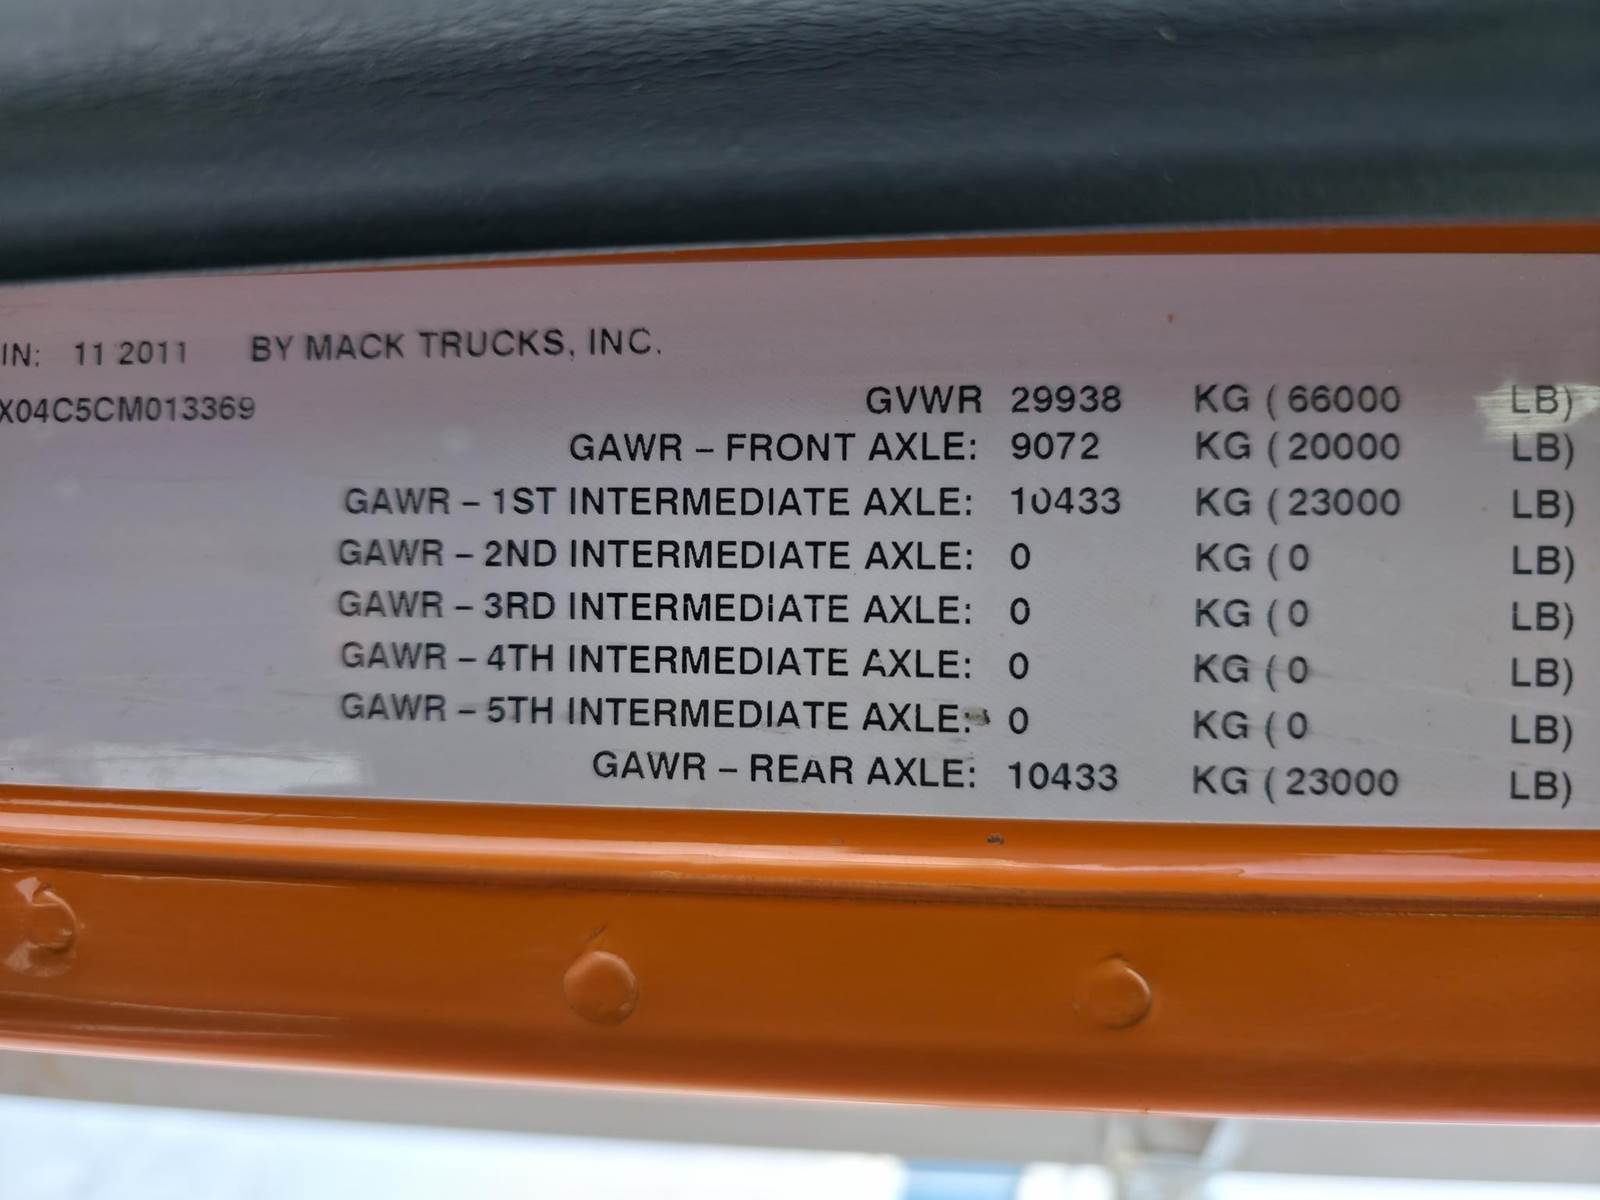 IN: 11 2011 BY MACK TRUCKS, INC.
X04C5CM013369
GVWR 29938 KG ( 66000 LB)
GAWR – FRONT AXLE: 9072 KG ( 20000 LB)
GAWR – 1ST INTERMEDIATE AXLE: 10433 KG ( 23000 LB)
GAWR – 2ND INTERMEDIATE AXLE: 0 KG ( 0 LB)
GAWR – 3RD INTERMEDIATE AXLE: 0 KG ( 0 LB)
GAWR – 4TH INTERMEDIATE AXLE: 0 KG ( 0 LB)
GAWR – 5TH INTERMEDIATE AXLE: 0 KG ( 0 LB)
GAWR – REAR AXLE: 10433 KG ( 23000 LB)